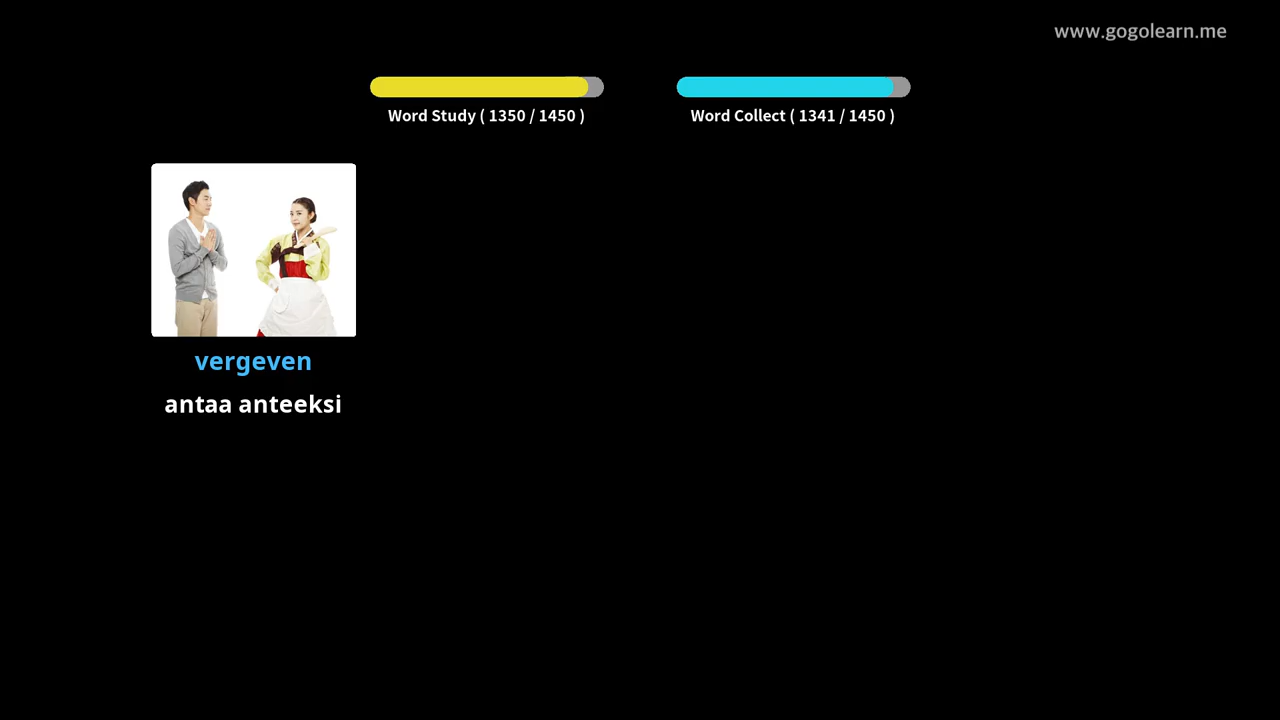 www.gogolearn.me
Word Study ( 1350 / 1450 )
Word Collect ( 1341 / 1450 )
vergeven
antaa anteeksi